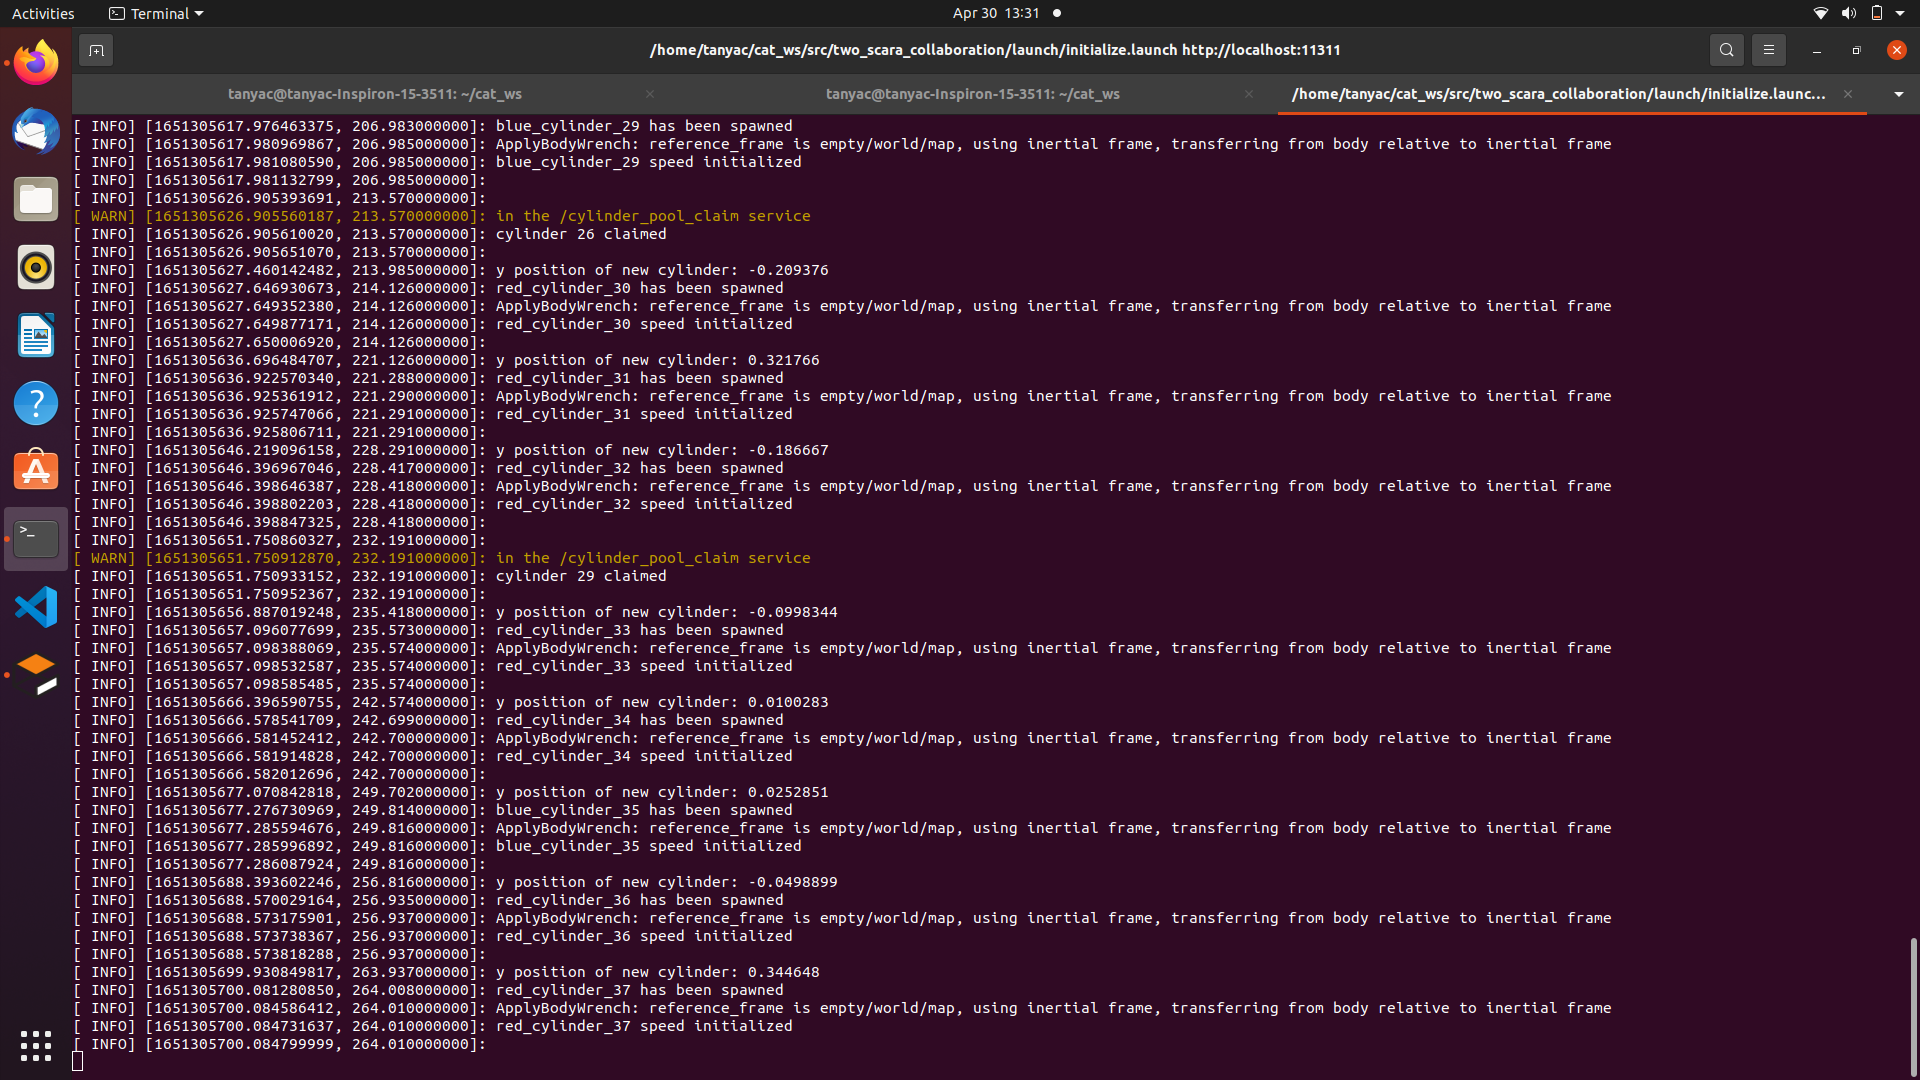 Activities
Terminal
Apr 30 13:31
/home/tanyac/cat_ws/src/two_scara_collaboration/launch/initialize.launch http://localhost:11311
tanyac@tanyac-Inspiron-15-3511: ~/cat_ws
tanyac@tanyac-Inspiron-15-3511: ~/cat_ws
/home/tanyac/cat_ws/src/two_scara_collaboration/launch/initialize.launc...
[ INFO] [1651305617.976463375, 206.983000000]: blue_cylinder_29 has been spawned
[ INFO] [1651305617.980969867, 206.985000000]: ApplyBodyWrench: reference_frame is empty/world/map, using inertial frame, transferring from body relative to inertial frame
[ INFO] [1651305617.981080590, 206.985000000]: blue_cylinder_29 speed initialized
[ INFO] [1651305617.981132799, 206.985000000]:
[ INFO] [1651305626.905393691, 213.570000000]:
[ WARN] [1651305626.905560187, 213.570000000]: in the /cylinder_pool_claim service
[ INFO] [1651305626.905610020, 213.570000000]: cylinder 26 claimed
[ INFO] [1651305626.905651070, 213.570000000]:
[ INFO] [1651305627.460142482, 213.985000000]: y position of new cylinder: -0.209376
[ INFO] [1651305627.646930673, 214.126000000]: red_cylinder_30 has been spawned
[ INFO] [1651305627.649352380, 214.126000000]: ApplyBodyWrench: reference_frame is empty/world/map, using inertial frame, transferring from body relative to inertial frame
[ INFO] [1651305627.649877171, 214.126000000]: red_cylinder_30 speed initialized
[ INFO] [1651305627.650006920, 214.126000000]:
[ INFO] [1651305636.696484707, 221.126000000]: y position of new cylinder: 0.321766
[ INFO] [1651305636.922570340, 221.288000000]: red_cylinder_31 has been spawned
[ INFO] [1651305636.925361912, 221.290000000]: ApplyBodyWrench: reference_frame is empty/world/map, using inertial frame, transferring from body relative to inertial frame
[ INFO] [1651305636.925747066, 221.291000000]: red_cylinder_31 speed initialized
[ INFO] [1651305636.925806711, 221.291000000]:
[ INFO] [1651305646.219096158, 228.291000000]: y position of new cylinder: -0.186667
[ INFO] [1651305646.396967046, 228.417000000]: red_cylinder_32 has been spawned
[ INFO] [1651305646.398646387, 228.418000000]: ApplyBodyWrench: reference_frame is empty/world/map, using inertial frame, transferring from body relative to inertial frame
[ INFO] [1651305646.398802203, 228.418000000]: red_cylinder_32 speed initialized
[ INFO] [1651305646.398847325, 228.418000000]:
[ INFO] [1651305651.750860327, 232.191000000]:
[ WARN] [1651305651.750912870, 232.191000000]: in the /cylinder_pool_claim service
[ INFO] [1651305651.750933152, 232.191000000]: cylinder 29 claimed
[ INFO] [1651305651.750952367, 232.191000000]:
[ INFO] [1651305656.887019248, 235.418000000]: y position of new cylinder: -0.0998344
[ INFO] [1651305657.096077699, 235.573000000]: red_cylinder_33 has been spawned
[ INFO] [1651305657.098388069, 235.574000000]: ApplyBodyWrench: reference_frame is empty/world/map, using inertial frame, transferring from body relative to inertial frame
[ INFO] [1651305657.098532587, 235.574000000]: red_cylinder_33 speed initialized
[ INFO] [1651305657.098585485, 235.574000000]:
[ INFO] [1651305666.396590755, 242.574000000]: y position of new cylinder: 0.0100283
[ INFO] [1651305666.578541709, 242.699000000]: red_cylinder_34 has been spawned
[ INFO] [1651305666.581452412, 242.700000000]: ApplyBodyWrench: reference_frame is empty/world/map, using inertial frame, transferring from body relative to inertial frame
[ INFO] [1651305666.581914828, 242.700000000]: red_cylinder_34 speed initialized
[ INFO] [1651305666.582012696, 242.700000000]:
[ INFO] [1651305677.070842818, 249.702000000]: y position of new cylinder: 0.0252851
[ INFO] [1651305677.276730969, 249.814000000]: blue_cylinder_35 has been spawned
[ INFO] [1651305677.285594676, 249.816000000]: ApplyBodyWrench: reference_frame is empty/world/map, using inertial frame, transferring from body relative to inertial frame
[ INFO] [1651305677.285996892, 249.816000000]: blue_cylinder_35 speed initialized
[ INFO] [1651305677.286087924, 249.816000000]:
[ INFO] [1651305688.393602246, 256.816000000]: y position of new cylinder: -0.0498899
[ INFO] [1651305688.570029164, 256.935000000]: red_cylinder_36 has been spawned
[ INFO] [1651305688.573175901, 256.937000000]: ApplyBodyWrench: reference_frame is empty/world/map, using inertial frame, transferring from body relative to inertial frame
[ INFO] [1651305688.573738367, 256.937000000]: red_cylinder_36 speed initialized
[ INFO] [1651305688.573818288, 256.937000000]:
[ INFO] [1651305699.930849817, 263.937000000]: y position of new cylinder: 0.344648
[ INFO] [1651305700.081280850, 264.008000000]: red_cylinder_37 has been spawned
[ INFO] [1651305700.084586412, 264.010000000]: ApplyBodyWrench: reference_frame is empty/world/map, using inertial frame, transferring from body relative to inertial frame
[ INFO] [1651305700.084731637, 264.010000000]: red_cylinder_37 speed initialized
[ INFO] [1651305700.084799999, 264.010000000]: